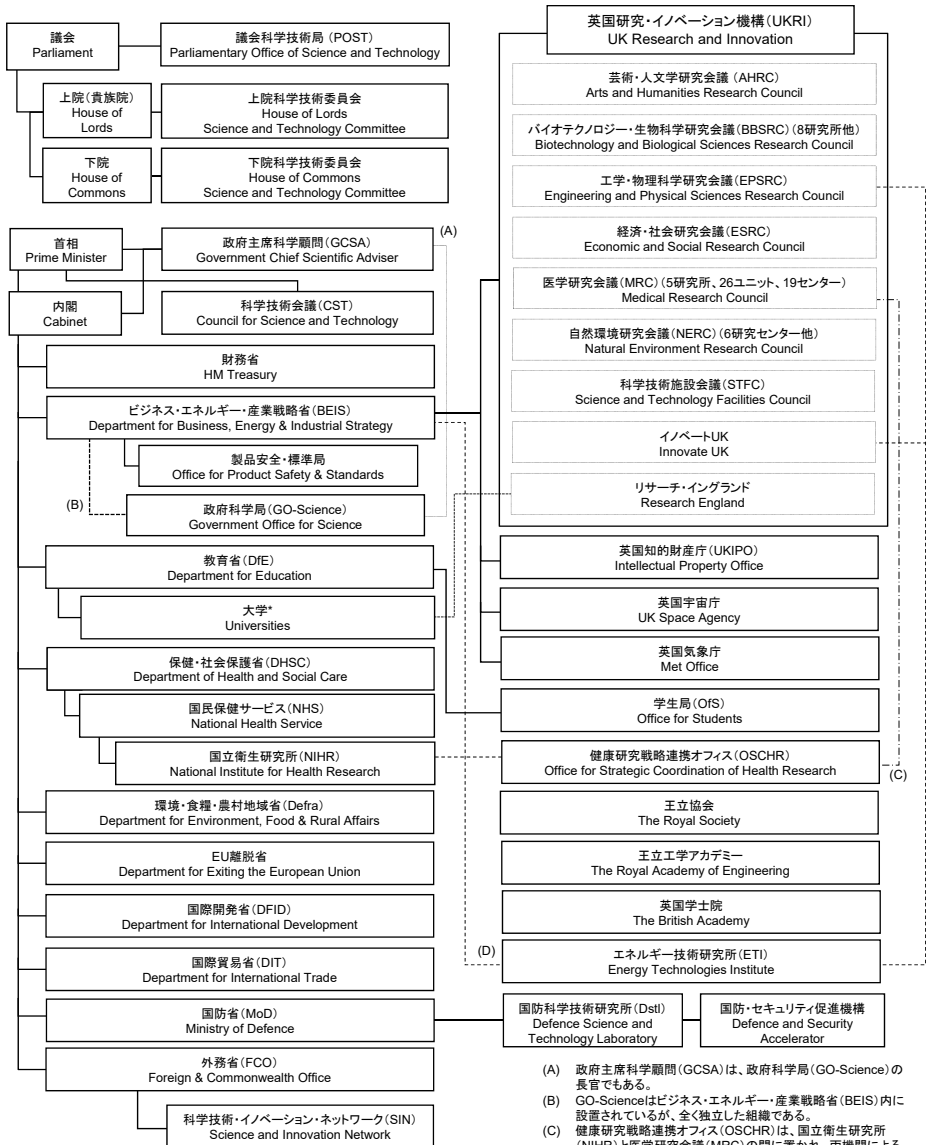 議会
Parliament
議会科学技術局(POST)
Parliamentary Office of Science and Technology
上院(貴族院)
House of
Lords
上院科学技術委員会
House of Lords
Science and Technology Committee
下院
House of
Commons
下院科学技術委員会
House of Commons
Science and Technology Committee
首相
Prime Minister
政府主席科学顧問(GCSA)
Government Chief Scientific Adviser
(A)
内閣
Cabinet
科学技術会議(CST)
Council for Science and Technology
財務省
HM Treasury
ビジネス・エネルギー・産業戦略省(BEIS)
Department for Business, Energy & Industrial Strategy
製品安全・標準局
Office for Product Safety & Standards
(B)
政府科学局(GO-Science)
Government Office for Science
教育省(DfE)
Department for Education
大学*
Universities
保健・社会保護省(DHSC)
Department of Health and Social Care
国民保健サービス(NHS)
National Health Service
国立衛生研究所(NIHR)
National Institute for Health Research
環境・食糧・農村地域省(Defra)
Department for Environment, Food & Rural Affairs
EU離脱省
Department for Exiting the European Union
国際開発省(DFID)
Department for International Development
国際貿易省(DIT)
Department for International Trade
国防省(MoD)
Ministry of Defence
外務省(FCO)
Foreign & Commonwealth Office
科学技術・イノベーション・ネットワーク(SIN)
Science and Innovation Network
英国研究・イノベーション機構(UKRI)
UK Research and Innovation
芸術・人文学研究会議(AHRC)
Arts and Humanities Research Council
バイオテクノロジー・生物科学研究会議(BBSRC)(8研究所他)
Biotechnology and Biological Sciences Research Council
工学・物理科学研究会議(EPSRC)
Engineering and Physical Sciences Research Council
経済・社会研究会議(ESRC)
Economic and Social Research Council
医学研究会議(MRC)(5研究所、26ユニット、19センター)
Medical Research Council
自然環境研究会議(NERC)(6研究センター他)
Natural Environment Research Council
科学技術施設会議(STFC)
Science and Technology Facilities Council
イノベートUK
Innovate UK
リサーチ・イングランド
Research England
英国知的財産庁(UKIPO)
Intellectual Property Office
英国宇宙庁
UK Space Agency
英国気象庁
Met Office
学生局(OfS)
Office for Students
健康研究戦略連携オフィス(OSCHR)
Office for Strategic Coordination of Health Research
(C)
王立協会
The Royal Society
王立工学アカデミー
The Royal Academy of Engineering
英国学士院
The British Academy
(D)
エネルギー技術研究所(ETI)
Energy Technologies Institute
国防科学技術研究所(Dstl)
Defence Science and
Technology Laboratory
国防・セキュリティ促進機構
Defence and Security
Accelerator
(A) 政府主席科学顧問(GCSA)は、政府科学局(GO-Science)の
長官でもある。
(B) GO-Scienceはビジネス・エネルギー・産業戦略省(BEIS)内に
設置されているが、全く独立した組織である。
(C) 健康研究戦略連携オフィス(OSCHR)は、国立衛生研究所
(NIHR)と医学研究会議(MRC)の間に置かれ、両機関による